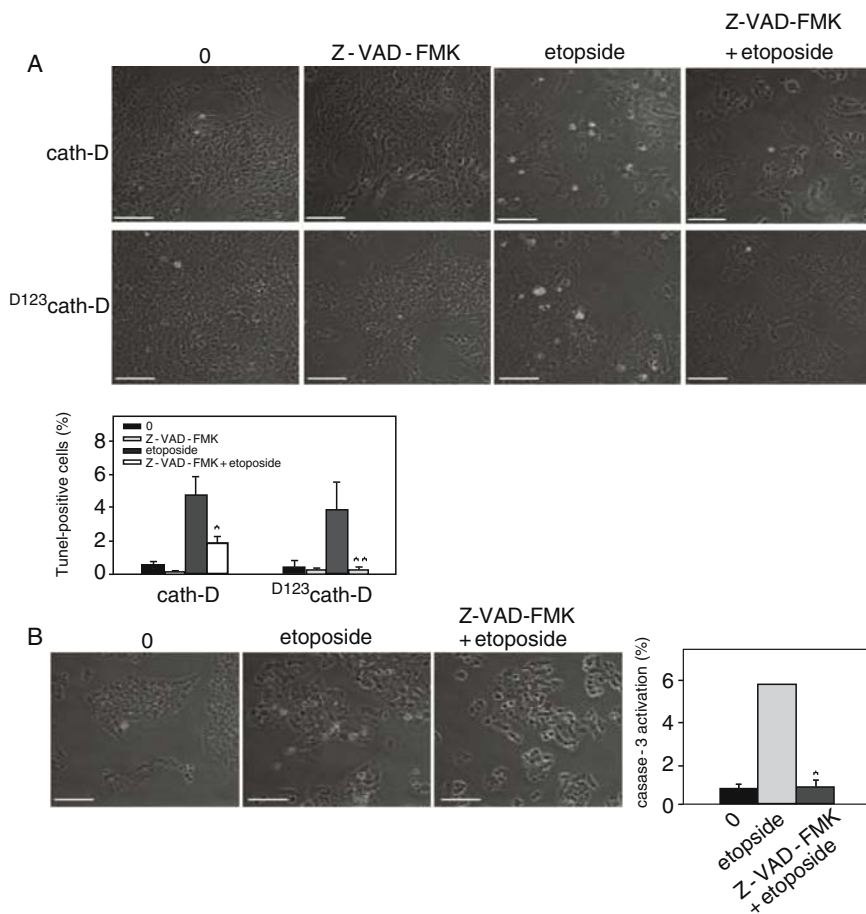 A
0
Z-VAD-FMK
etopside
Z-VAD-FMK
+ etoposide
cath-D
D123cath-D
Tunel-positive cells (%)
8
6
4
2
0
0
Z-VAD-FMK
etoposide
Z-VAD-FMK + etoposide
*
**
cath-D
D123cath-D
B
0
etoposide
Z-VAD-FMK
+ etoposide
casase-3 activation (%)
6
4
2
0
*
0
etopside
Z-VAD-FMK
+ etoposide